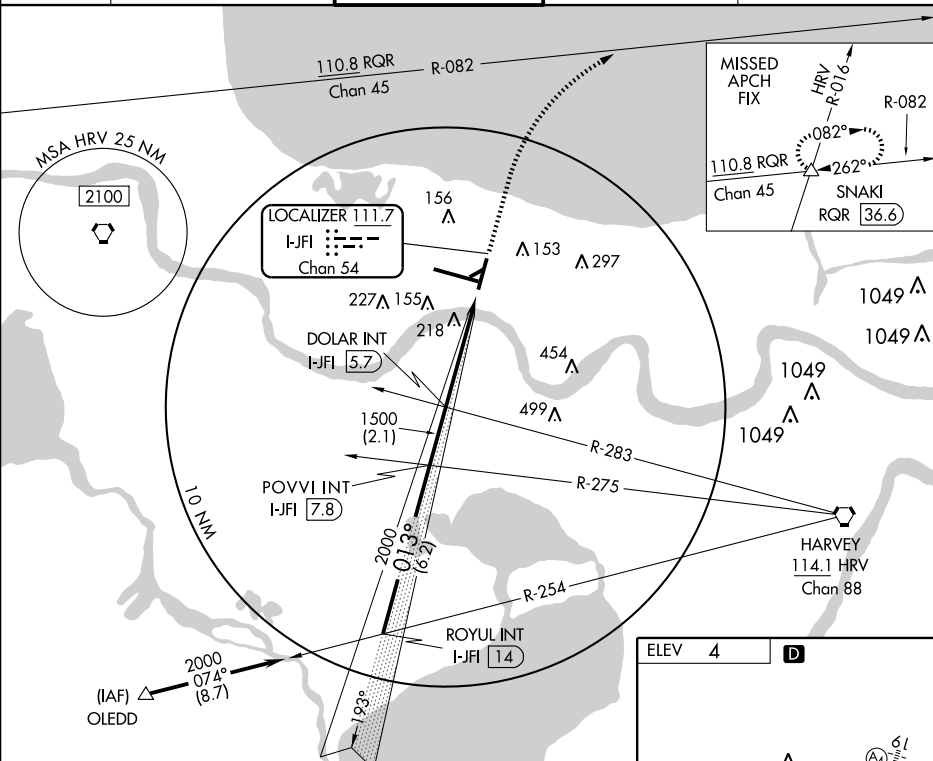 110.8 RQR
Chan 45
R-082
MISSED
APCH
FIX
HRV
R-016
R-082
082°
262°
110.8 RQR
Chan 45
SNAKI
RQR 36.6
MSA HRV 25 NM
2100
156
LOCALIZER 111.7
I-JFI
Chan 54
153
297
227
155
218
1049
1049
1049
1049
DOLAR INT
I-JFI 5.7
454
499
1500
(2.1)
R-283
R-275
POVVI INT
I-JFI 7.8
10 NM
2000
013°
(6.2)
HARVEY
114.1 HRV
Chan 88
R-254
ROYUL INT
I-JFI 14
2000
074°
(8.7)
(IAF)
OLEDD
193°
ELEV 4
D
A4
19